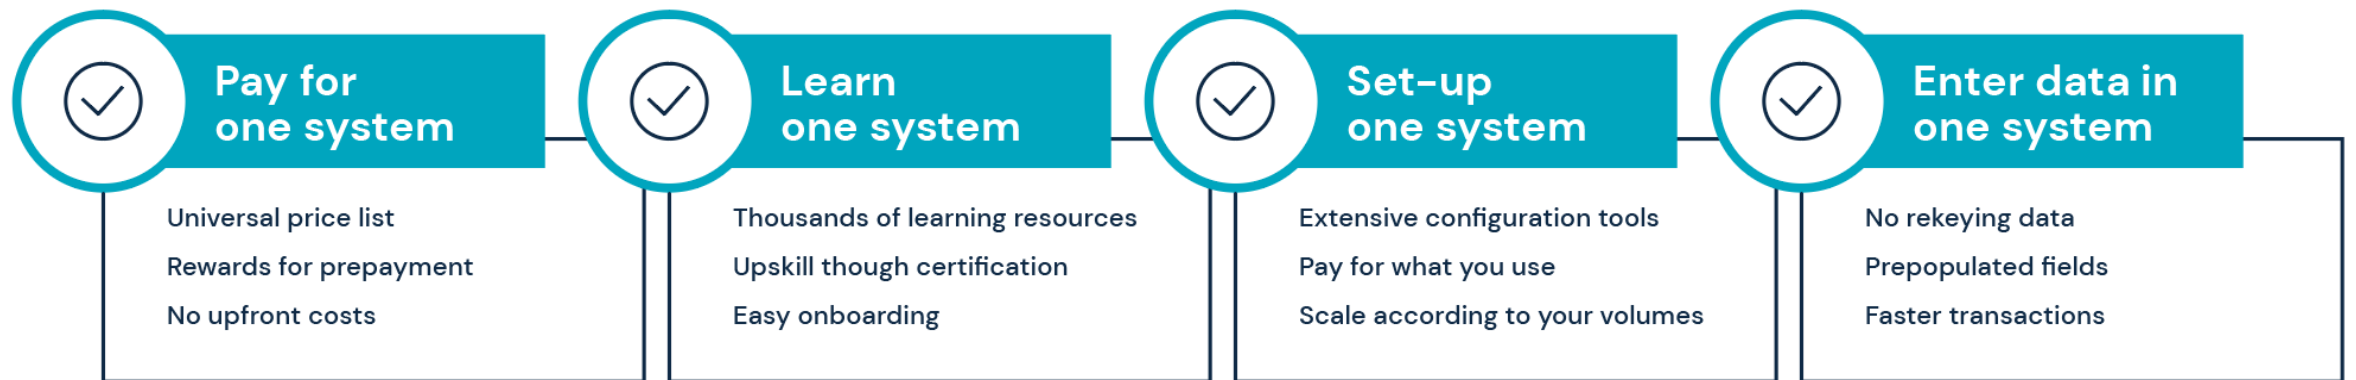 Pay for
one system
Universal price list
Rewards for prepayment
No upfront costs
Learn
one system
Thousands of learning resources
Upskill though certification
Easy onboarding
Set-up
one system
Extensive configuration tools
Pay for what you use
Scale according to your volumes
Enter data in
one system
No rekeying data
Prepopulated fields
Faster transactions